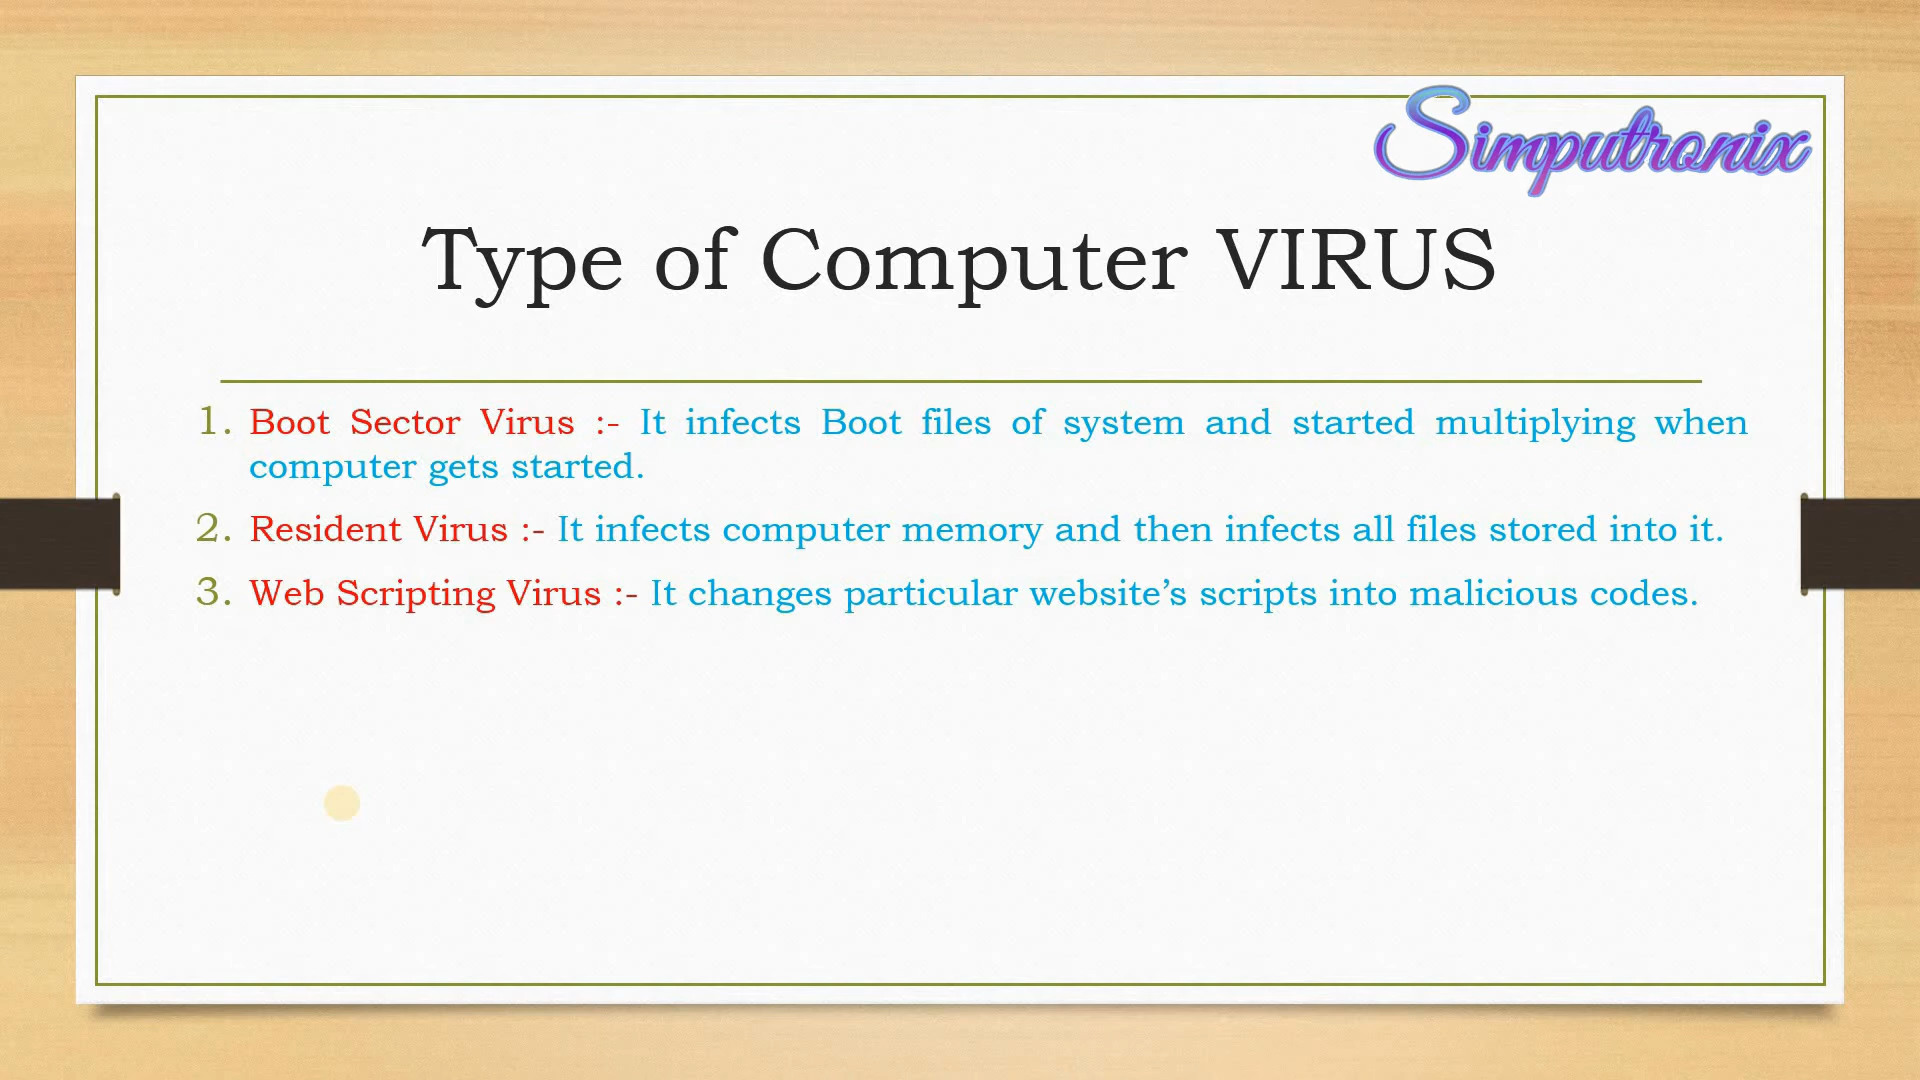 Simputronix
Type of Computer VIRUS
1. Boot Sector Virus :- It infects Boot files of system and started multiplying when
computer gets started.
2. Resident Virus :- It infects computer memory and then infects all files stored into it.
3. Web Scripting Virus :- It changes particular website’s scripts into malicious codes.